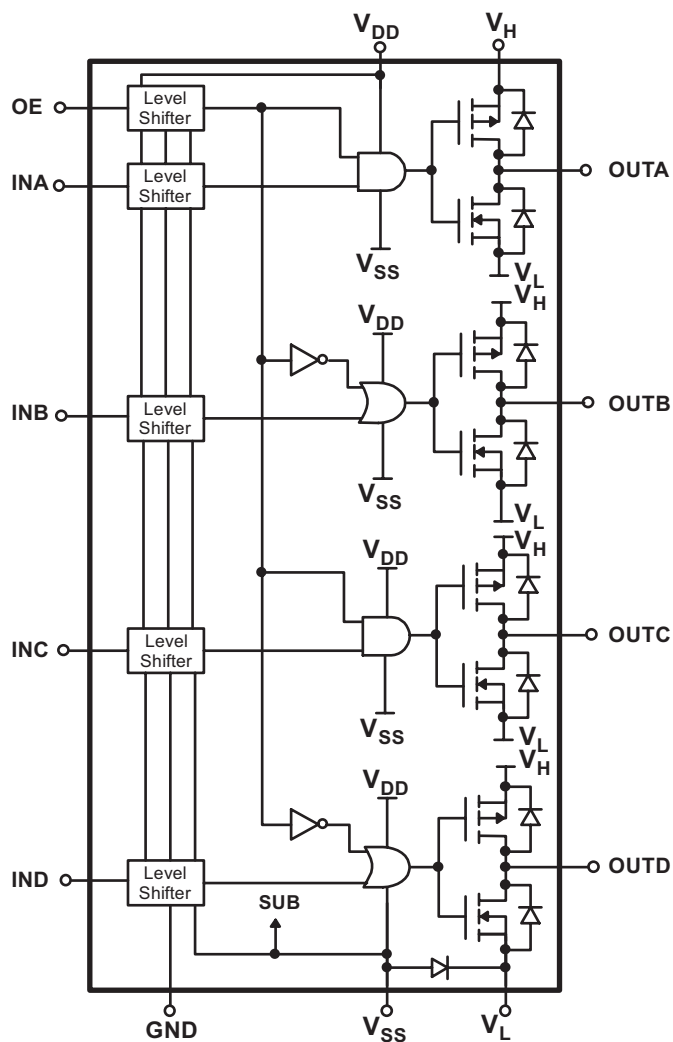 VDD
VH
OE
Level
Shifter
INA
Level
Shifter
OUTA
VSS
VL
VH
VDD
INB
Level
Shifter
OUTB
VSS
VL
VH
VDD
INC
Level
Shifter
OUTC
VSS
VL
VH
VDD
IND
Level
Shifter
OUTD
SUB
GND
VSS
VL